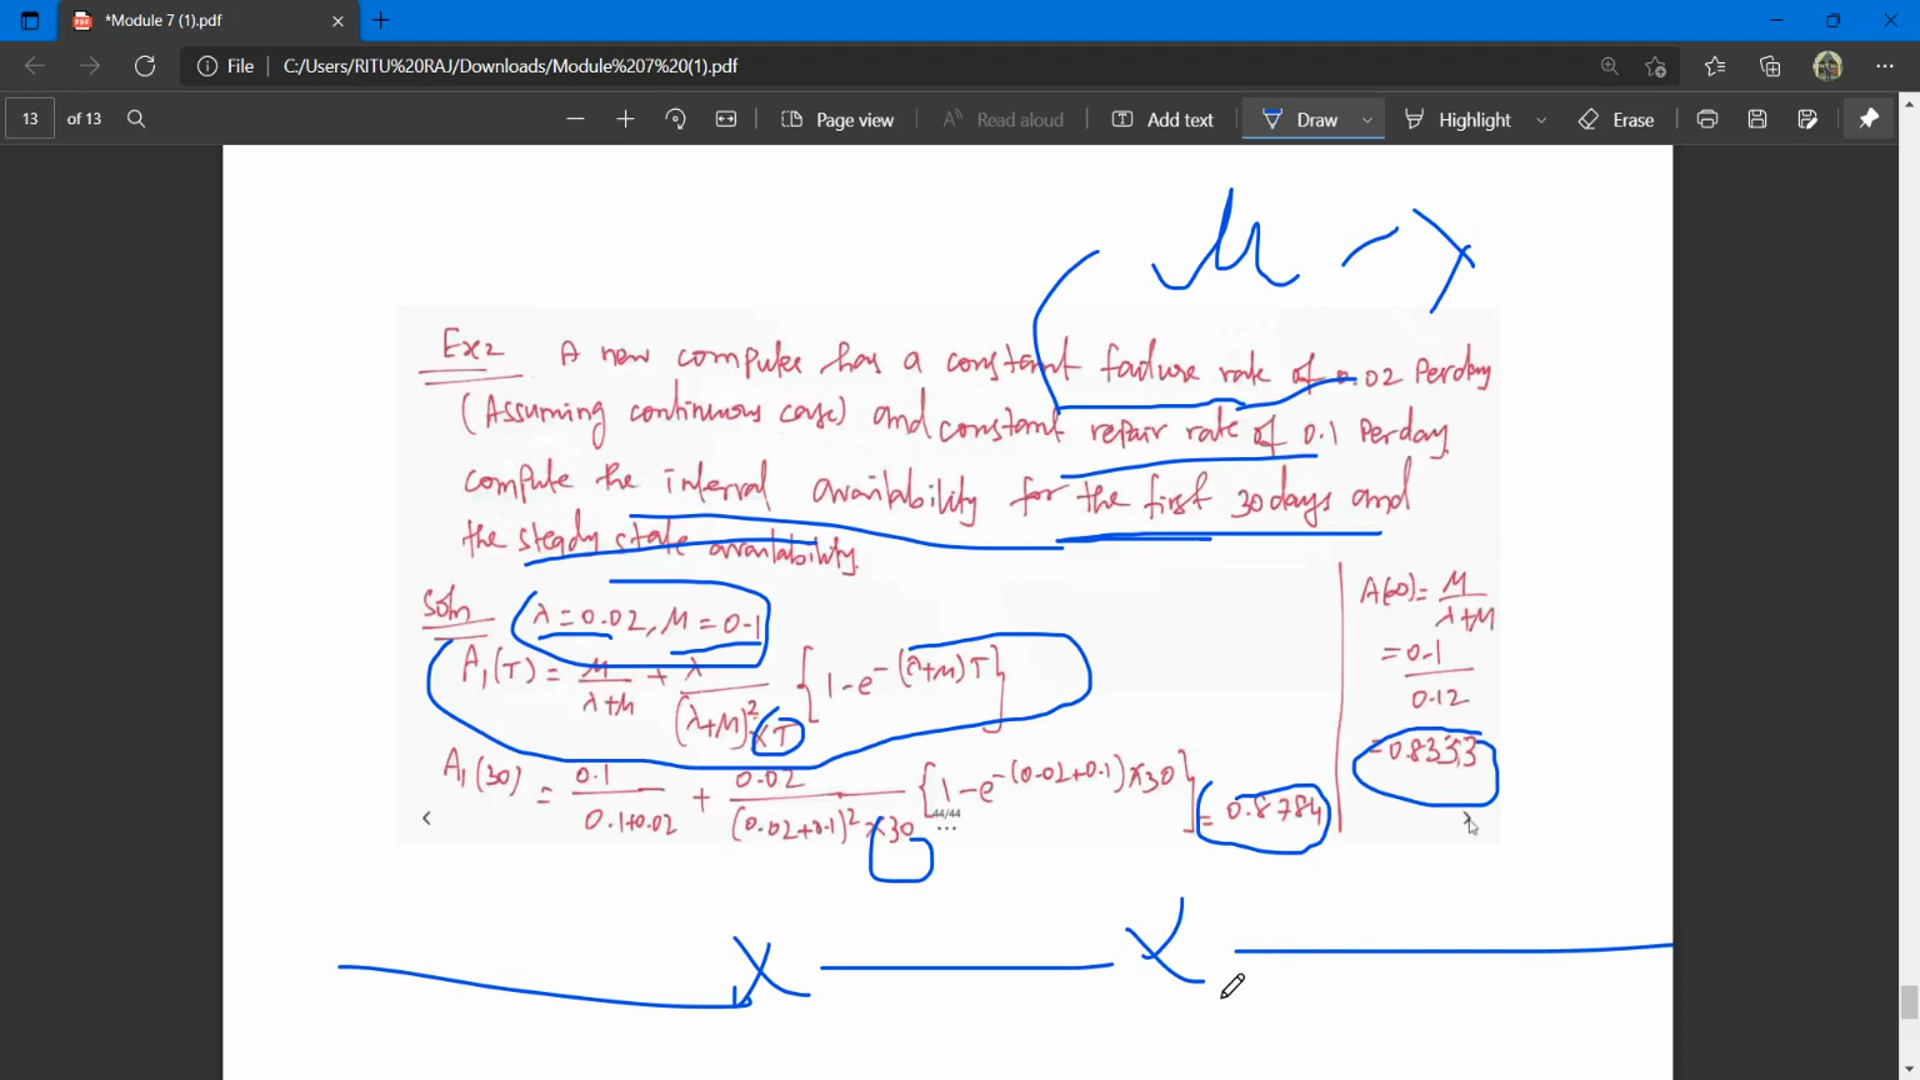 *Module 7 (1).pdf
File
C:/Users/RITU%20RAJ/Downloads/Module%207%20(1).pdf
13 of 13
Page view
Read aloud
Add text
Draw
Highlight
Erase
μ
Ex2 A new computer has a constant failure rate of 0.02 Perday
(Assuming continuous case) and constant repair rate of 0.1 Perday.
compute the interval availability for the first 30 days and
the steady state availability.
Soln λ = 0.02, μ = 0.1
A₁(T) = μ/(λ+μ) + λ/((λ+μ)² × T) {1 - e^-(λ+μ)T}
A₁(30) = 0.1/(0.1+0.02) + 0.02/((0.02+0.1)² × 30) {1 - e^-(0.02+0.1)×30} = 0.8784
44/44
A(∞) = μ/(λ+μ)
= 0.1/0.12
= 0.8333